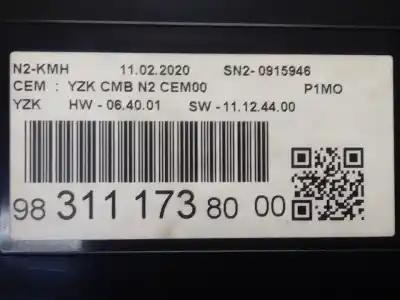 N2-KMH 11.02.2020 SN2- 0915946
CEM : YZK CMB N2 CEM00 P1MO
YZK HW - 06.40.01 SW - 11.12.44.00
98 311 173 80 00